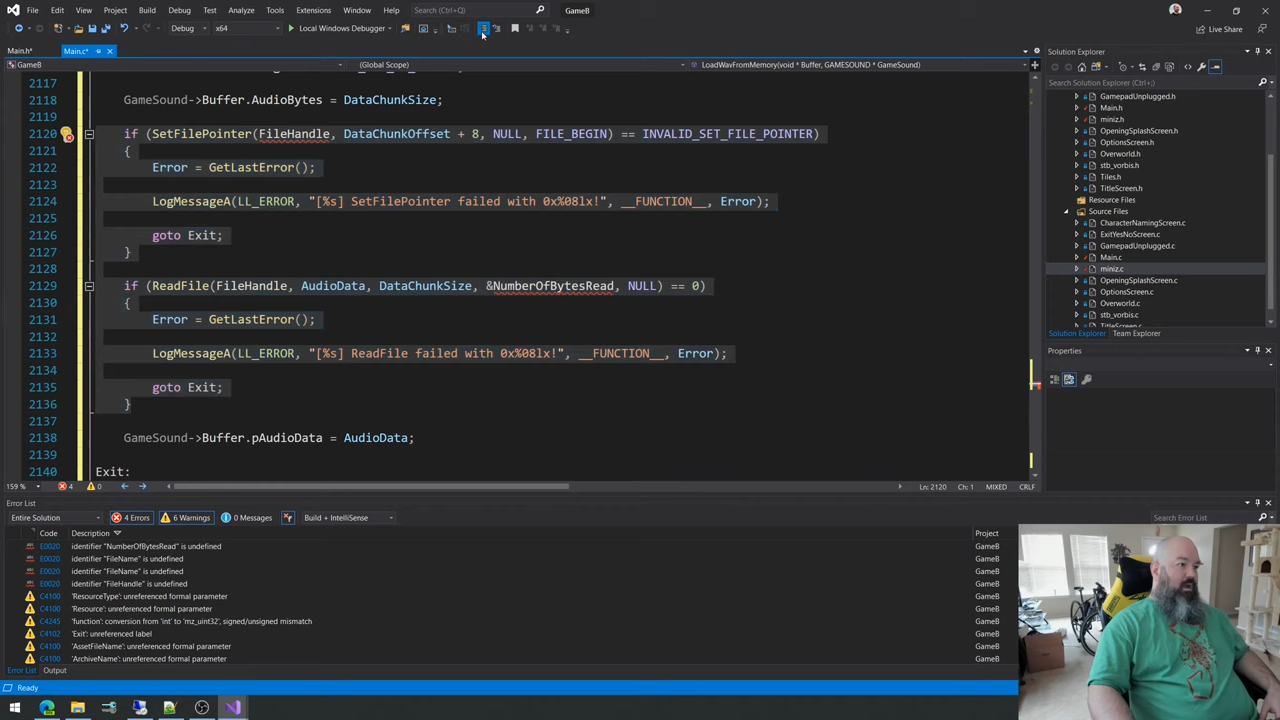 File Edit View Git Project Build Debug Test Analyze Tools Extensions Window Help Search (Ctrl+Q) GameB
Debug x64 Local Windows Debugger Live Share
Main.h* Main.c* Solution Explorer
GameB (Global Scope) LoadWavFromMemory(void * Buffer, GAMESOUND * GameSound)
Search Solution Explorer (Ctrl+;)
GamepadUnplugged.h
Main.h
miniz.h
OpeningSplashScreen.h
OptionsScreen.h
Overworld.h
stb_vorbis.h
Tiles.h
TitleScreen.h
Resource Files
Source Files
CharacterNamingScreen.c
ExitYesNoScreen.c
GamepadUnplugged.c
Main.c
miniz.c
OpeningSplashScreen.c
OptionsScreen.c
Overworld.c
stb_vorbis.c
TitleScreen.c
Solution Explorer Team Explorer
Properties
2117
2118 GameSound->Buffer.AudioBytes = DataChunkSize;
2119
2120 if (SetFilePointer(FileHandle, DataChunkOffset + 8, NULL, FILE_BEGIN) == INVALID_SET_FILE_POINTER)
2121 {
2122 Error = GetLastError();
2123
2124 LogMessageA(LL_ERROR, "[%s] SetFilePointer failed with 0x%08lx!", __FUNCTION__, Error);
2125
2126 goto Exit;
2127 }
2128
2129 if (ReadFile(FileHandle, AudioData, DataChunkSize, &NumberOfBytesRead, NULL) == 0)
2130 {
2131 Error = GetLastError();
2132
2133 LogMessageA(LL_ERROR, "[%s] ReadFile failed with 0x%08lx!", __FUNCTION__, Error);
2134
2135 goto Exit;
2136 }
2137
2138 GameSound->Buffer.pAudioData = AudioData;
2139
2140 Exit:
159 % 4 0 Ln: 2120 Ch: 1 MIXED CRLF
Error List
Entire Solution 4 Errors 6 Warnings 0 Messages Build + IntelliSense Search Error List
Code Description Project
E0020 identifier "NumberOfBytesRead" is undefined GameB
E0020 identifier "FileName" is undefined GameB
E0020 identifier "FileName" is undefined GameB
E0020 identifier "FileHandle" is undefined GameB
C4100 'ResourceType': unreferenced formal parameter GameB
C4100 'Resource': unreferenced formal parameter GameB
C4245 'function': conversion from 'int' to 'mz_uint32', signed/unsigned mismatch GameB
C4102 'Exit': unreferenced label GameB
C4100 'AssetFileName': unreferenced formal parameter GameB
C4100 'ArchiveName': unreferenced formal parameter GameB
Error List Output
Ready